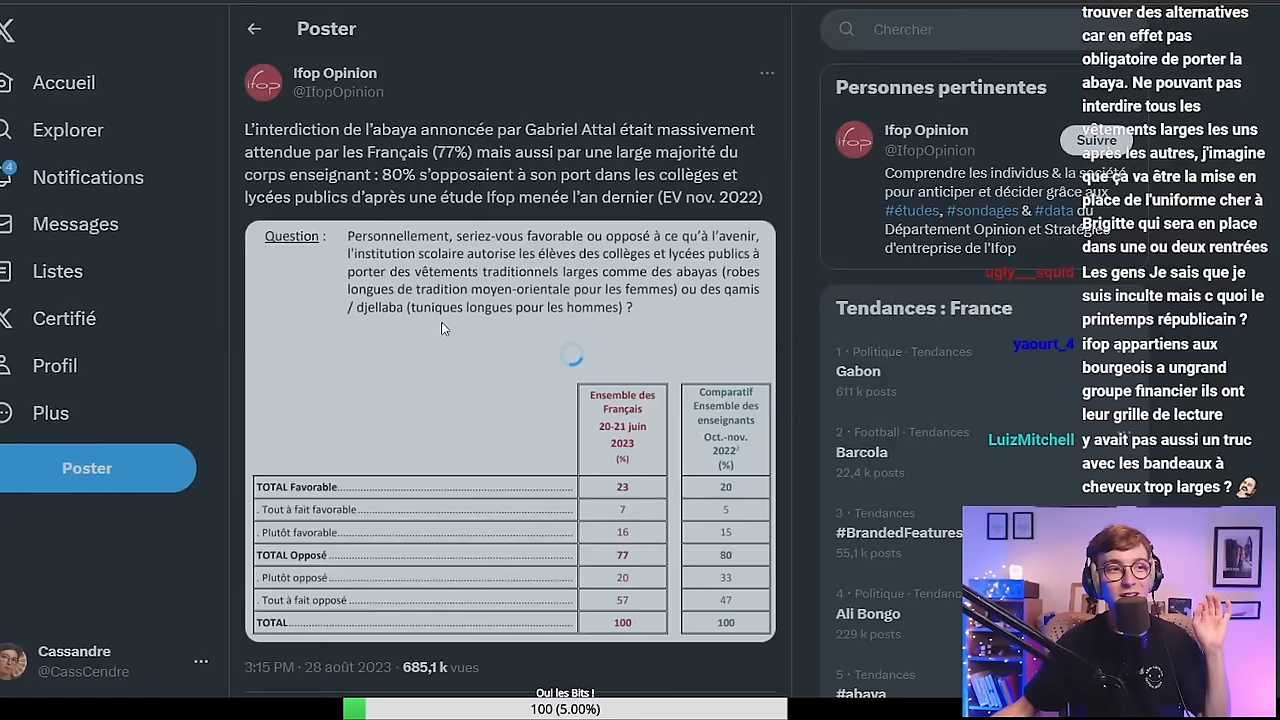 Poster
Ifop Opinion
@IfopOpinion
L'interdiction de l'abaya annoncée par Gabriel Attal était massivement
attendue par les Français (77%) mais aussi par une large majorité du
corps enseignant : 80% s'opposaient à son port dans les collèges et
lycées publics d'après une étude Ifop menée l'an dernier (EV nov. 2022)
Question : Personnellement, seriez-vous favorable ou opposé à ce qu'à l'avenir,
l'institution scolaire autorise les élèves des collèges et lycées publics à
porter des vêtements traditionnels larges comme des abayas (robes
longues de tradition moyen-orientale pour les femmes) ou des qamis
/ djellaba (tuniques longues pour les hommes) ?
Ensemble des
Français
20-21 juin
2023
(%)
Comparatif
Ensemble des
enseignants
Oct.-nov.
2022²
(%)
TOTAL Favorable 23 20
. Tout à fait favorable 7 5
. Plutôt favorable 16 15
TOTAL Opposé 77 80
. Plutôt opposé 20 33
. Tout à fait opposé 57 47
TOTAL 100 100
3:15 PM · 28 août 2023 · 685,1 k vues
Accueil
Explorer
4
Notifications
Messages
Listes
Certifié
Profil
Plus
Poster
Cassandre
@CassCendre
Chercher
Personnes pertinentes
Ifop Opinion
@IfopOpinion
Suivre
Comprendre les individus & la société
pour anticiper et décider grâce aux
#études, #sondages & #data du
Département Opinion et Stratégies
d'entreprise de l'Ifop
Tendances : France
1 · Politique · Tendances
Gabon
611 k posts
2 · Football · Tendances
Barcola
22,4 k posts
3 · Tendances
#BrandedFeatures
55,1 k posts
4 · Politique · Tendances
Ali Bongo
229 k posts
5 · Tendances
#abaya
trouver des alternatives
car en effet pas
obligatoire de porter la
abaya. Ne pouvant pas
interdire tous les
vêtements larges les uns
après les autres, j'imagine
que ça va être la mise en
place de l'uniforme cher à
Brigitte qui sera en place
dans une ou deux rentrées
ugly__squid Les gens Je sais que je
suis inculte mais c quoi le
printemps républicain ?
yaourt_4 ifop appartiens aux
bourgeois a ungrand
groupe financier ils ont
leur grille de lecture
LuizMitchell y avait pas aussi un truc
avec les bandeaux à
cheveux trop larges ?
Oui les Bits !
100 (5.00%)